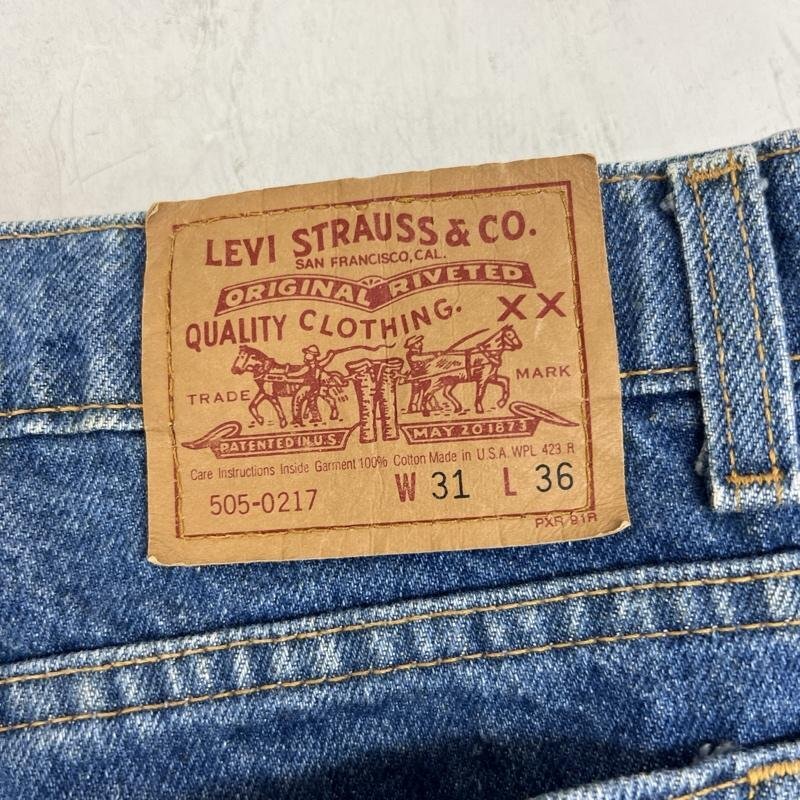 LEVI STRAUSS & CO.
SAN FRANCISCO, CAL.
ORIGINAL RIVETED
QUALITY CLOTHING. XX
TRADE MARK
PATENTED IN U.S. MAY 20 1873
Care Instructions Inside Garment 100% Cotton Made in U.S.A. WPL 423 R
505-0217 W 31 L 36
PXR 91R